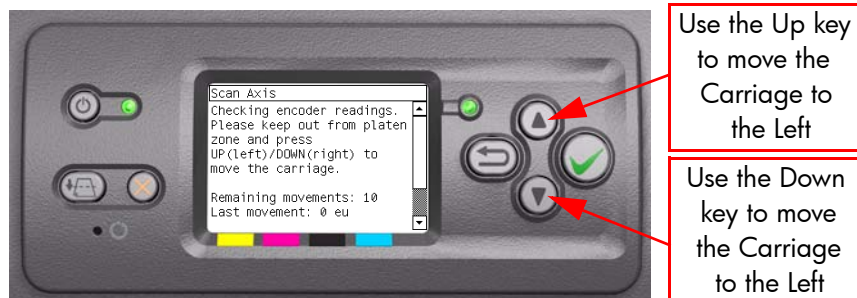 Scan Axis
Checking encoder readings.
Please keep out from platen
zone and press
UP(left)/DOWN(right) to
move the carriage.
Remaining movements: 10
Last movement: 0 eu
Use the Up key
to move the
Carriage to
the Left
Use the Down
key to move
the Carriage
to the Left